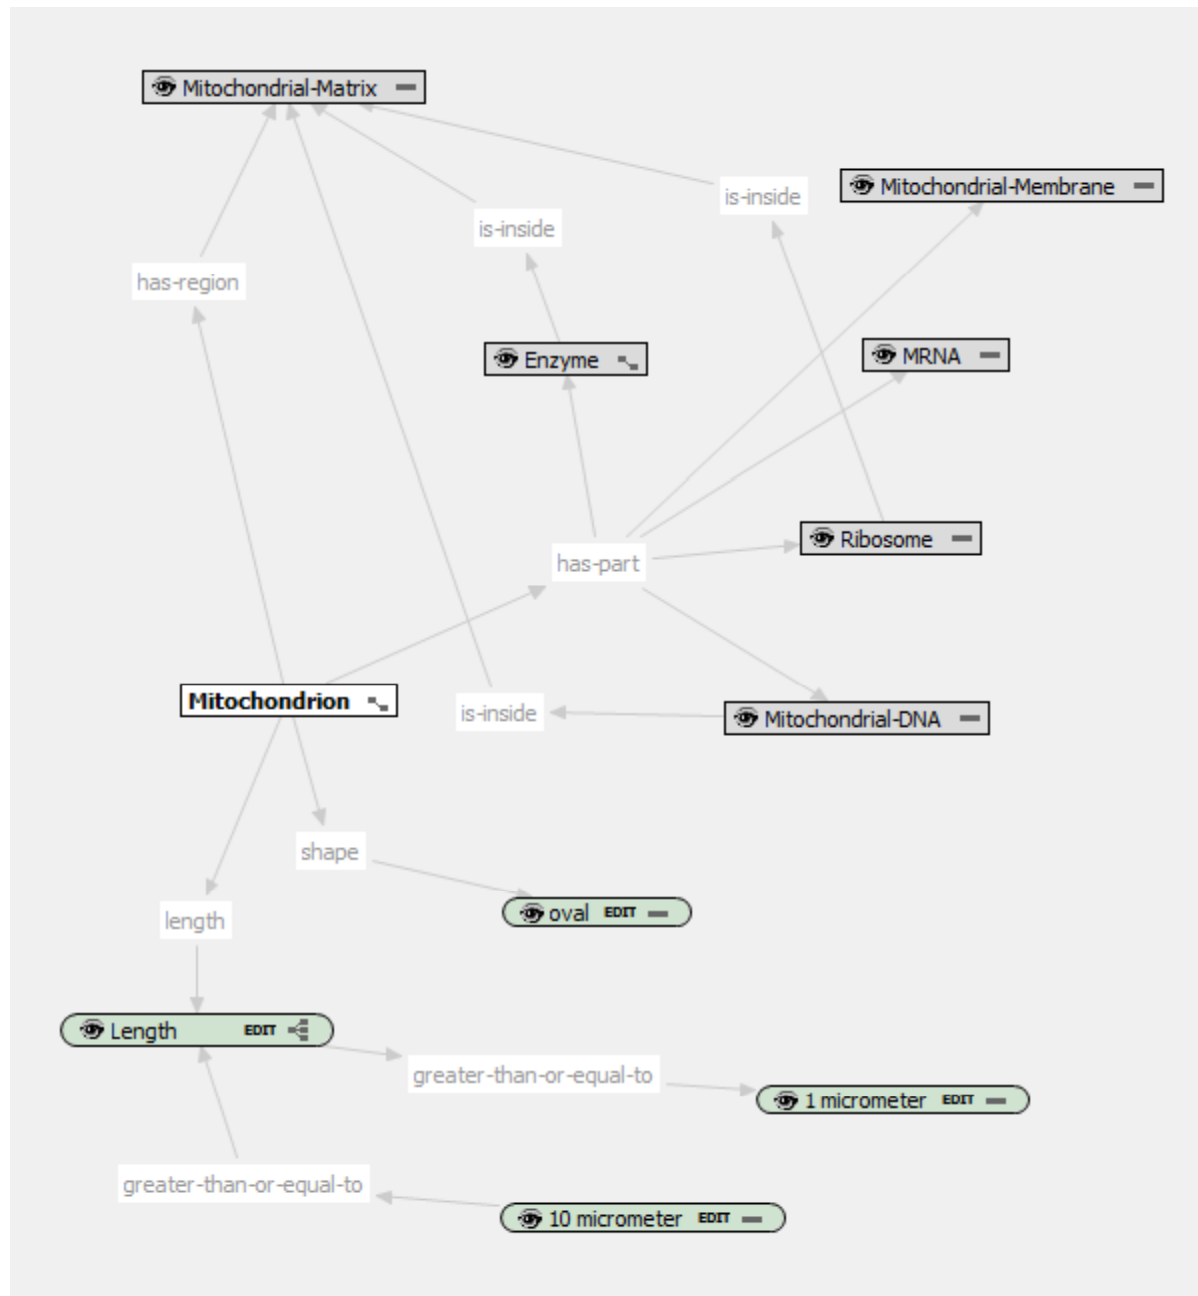 Mitochondrial-Matrix
Mitochondrial-Membrane
is-inside
is-inside
has-region
Enzyme
MRNA
Ribosome
has-part
Mitochondrion
is-inside
Mitochondrial-DNA
shape
oval EDIT
length
Length EDIT
greater-than-or-equal-to
1 micrometer EDIT
greater-than-or-equal-to
10 micrometer EDIT